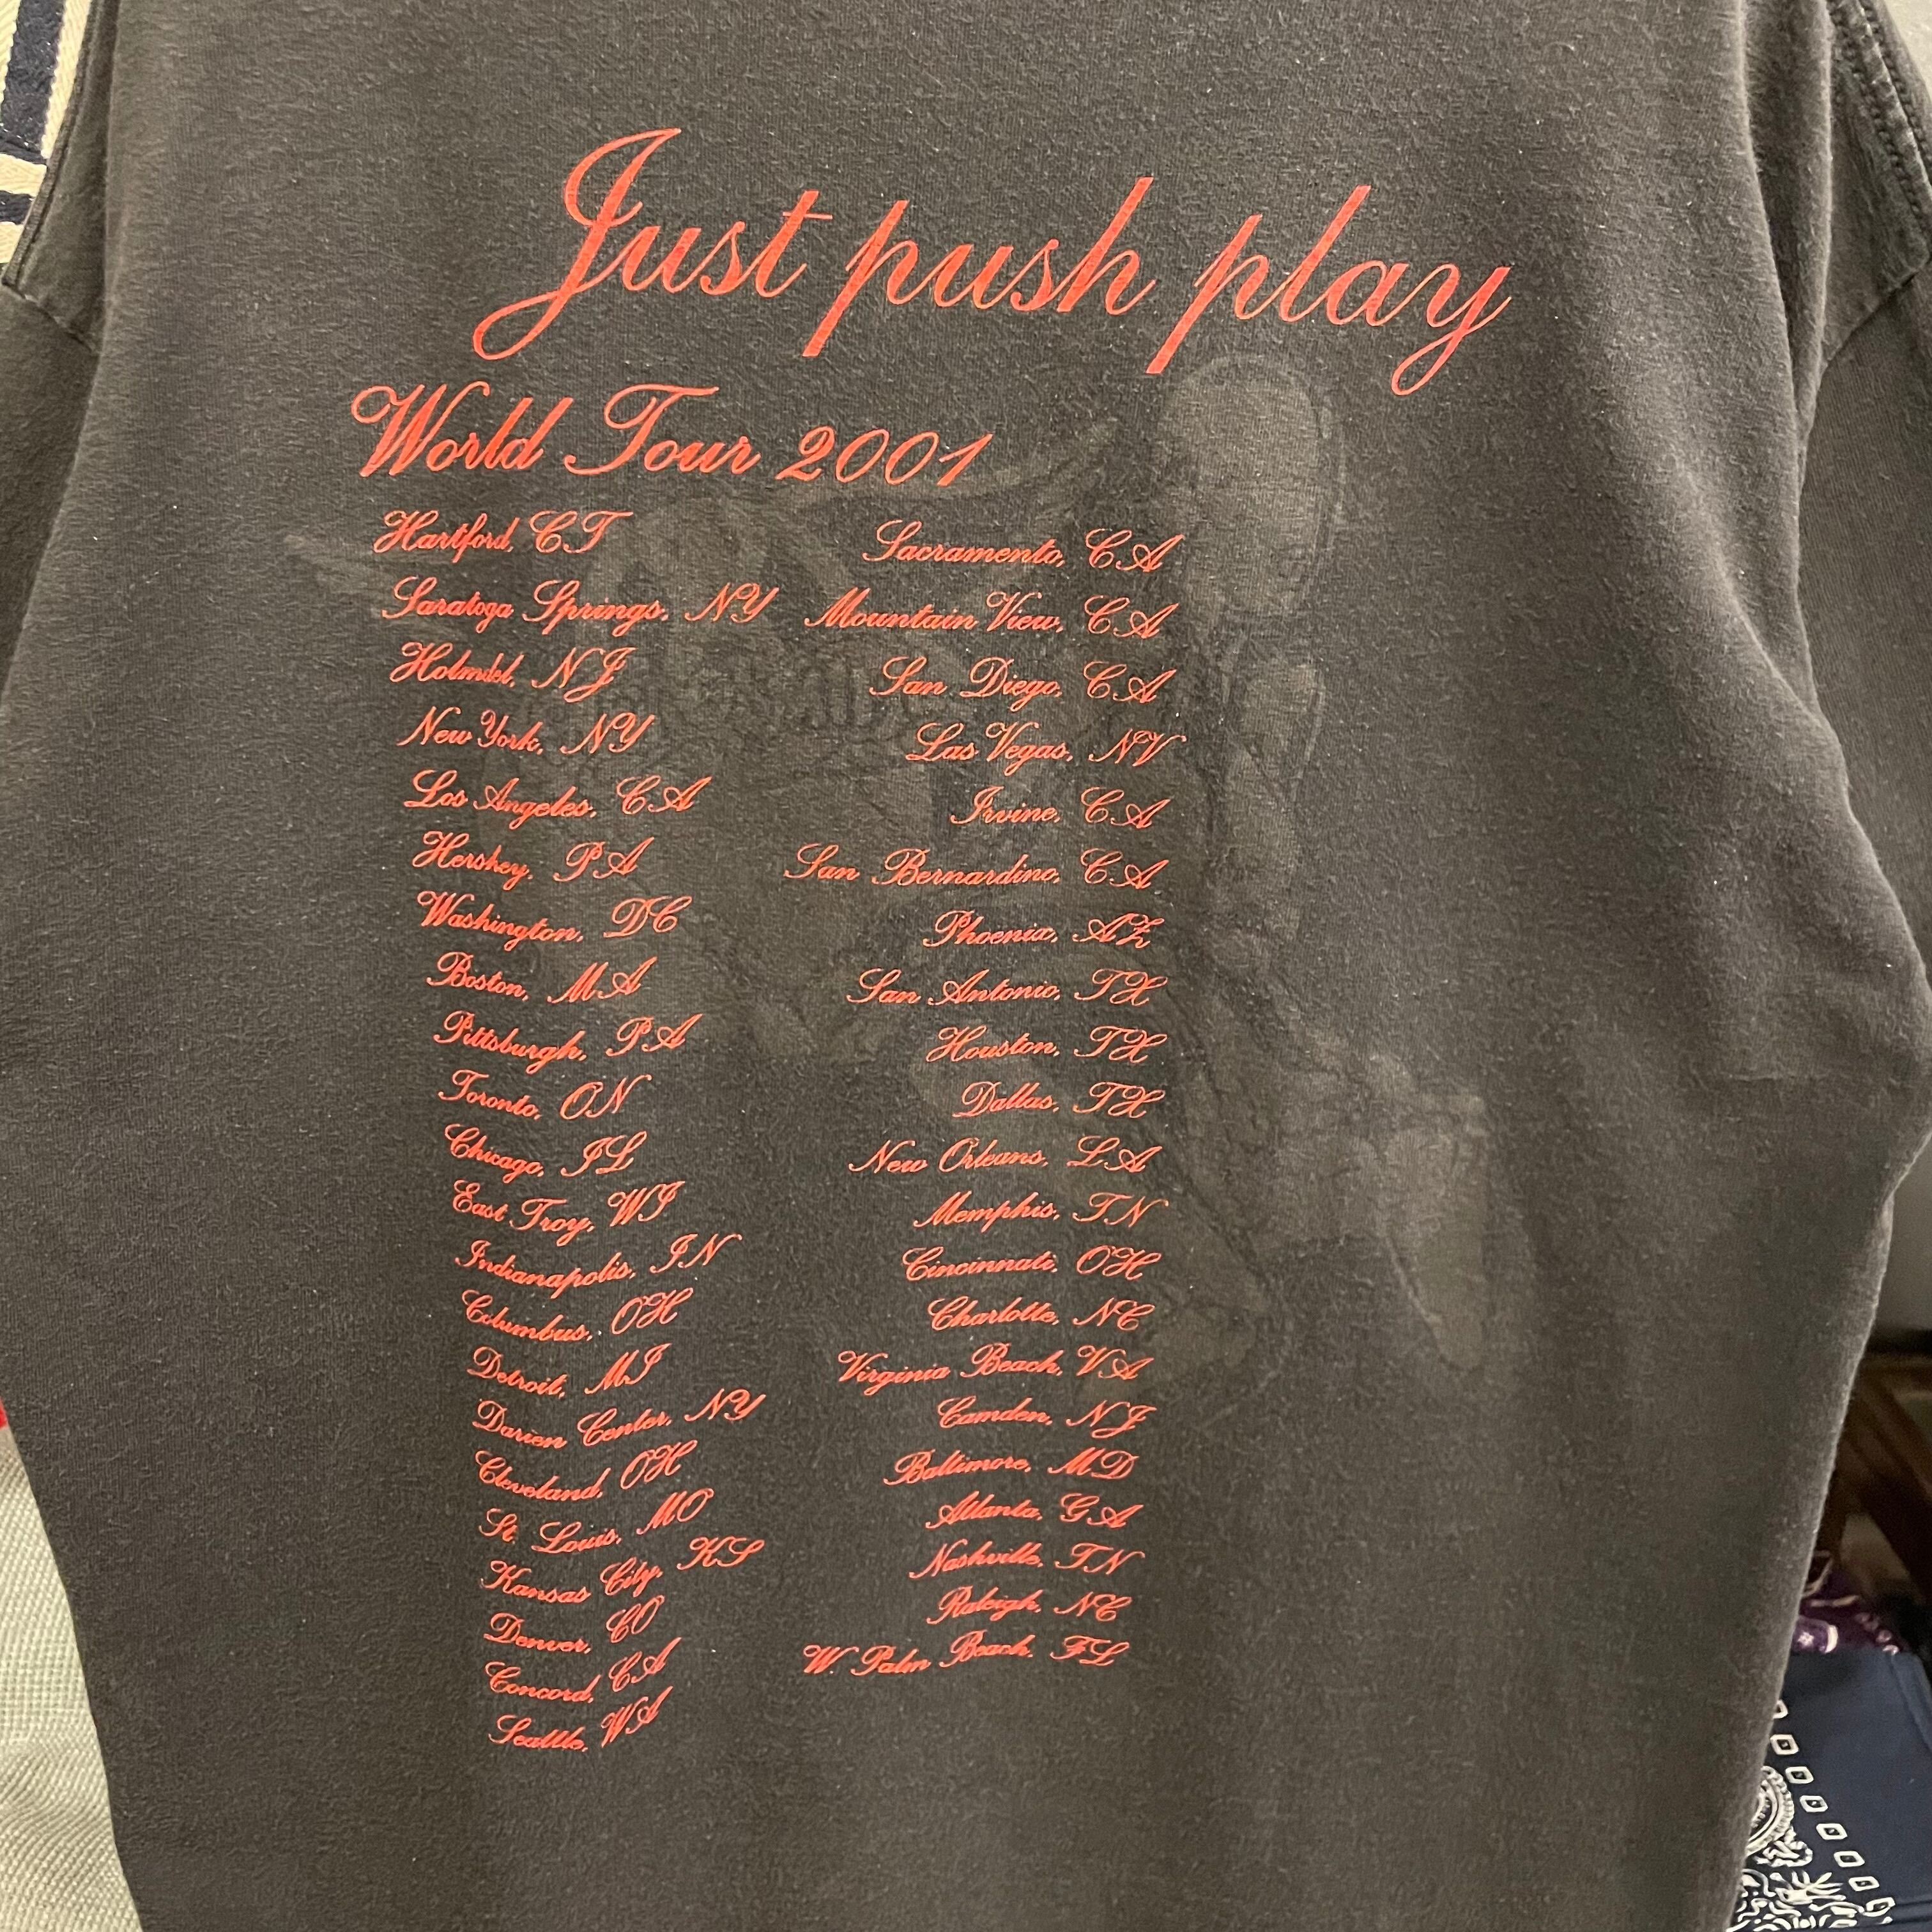 Just push play
World Tour 2001
Hartford, CT
Saratoga Springs, NY
Holmdel, NJ
New York, NY
Los Angeles, CA
Hershey, PA
Washington, DC
Boston, MA
Pittsburgh, PA
Toronto, ON
Chicago, IL
East Troy, WI
Indianapolis, IN
Columbus, OH
Detroit, MI
Darien Center, NY
Cleveland, OH
St. Louis, MO
Kansas City, KS
Denver, CO
Concord, CA
Seattle, WA
Sacramento, CA
Mountain View, CA
San Diego, CA
Las Vegas, NV
Irvine, CA
San Bernardino, CA
Phoenix, AZ
San Antonio, TX
Houston, TX
Dallas, TX
New Orleans, LA
Memphis, TN
Cincinnati, OH
Charlotte, NC
Virginia Beach, VA
Camden, NJ
Baltimore, MD
Atlanta, GA
Nashville, TN
Raleigh, NC
W. Palm Beach, FL